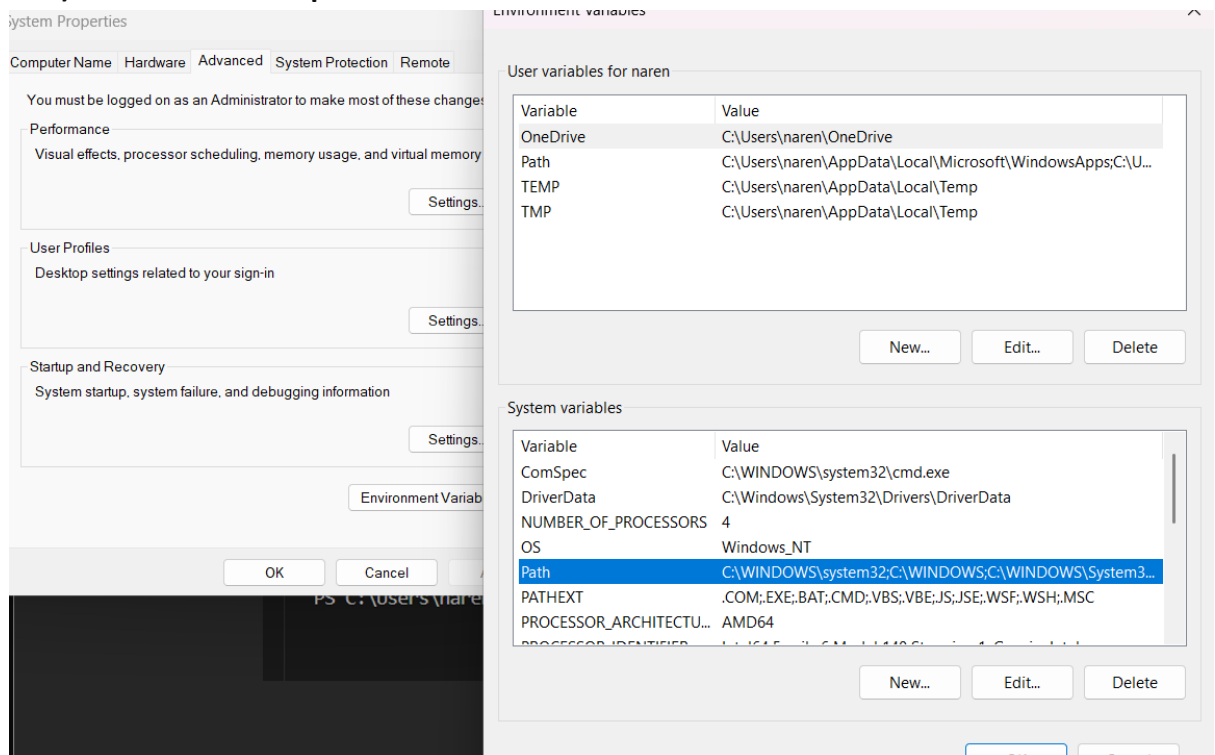 System Properties
Computer Name Hardware Advanced System Protection Remote
You must be logged on as an Administrator to make most of these changes
Performance
Visual effects, processor scheduling, memory usage, and virtual memory
Settings..
User Profiles
Desktop settings related to your sign-in
Settings..
Startup and Recovery
System startup, system failure, and debugging information
Settings..
Environment Variab
OK Cancel
PS C:\Users\nare
Environment Variables
User variables for naren
Variable Value
OneDrive C:\Users\naren\OneDrive
Path C:\Users\naren\AppData\Local\Microsoft\WindowsApps;C:\U...
TEMP C:\Users\naren\AppData\Local\Temp
TMP C:\Users\naren\AppData\Local\Temp
New... Edit... Delete
System variables
Variable Value
ComSpec C:\WINDOWS\system32\cmd.exe
DriverData C:\Windows\System32\Drivers\DriverData
NUMBER_OF_PROCESSORS 4
OS Windows_NT
Path C:\WINDOWS\system32;C:\WINDOWS;C:\WINDOWS\System3...
PATHEXT .COM;.EXE;.BAT;.CMD;.VBS;.VBE;.JS;.JSE;.WSF;.WSH;.MSC
PROCESSOR_ARCHITECTU... AMD64
PROCESSOR_IDENTIFIER
New... Edit... Delete